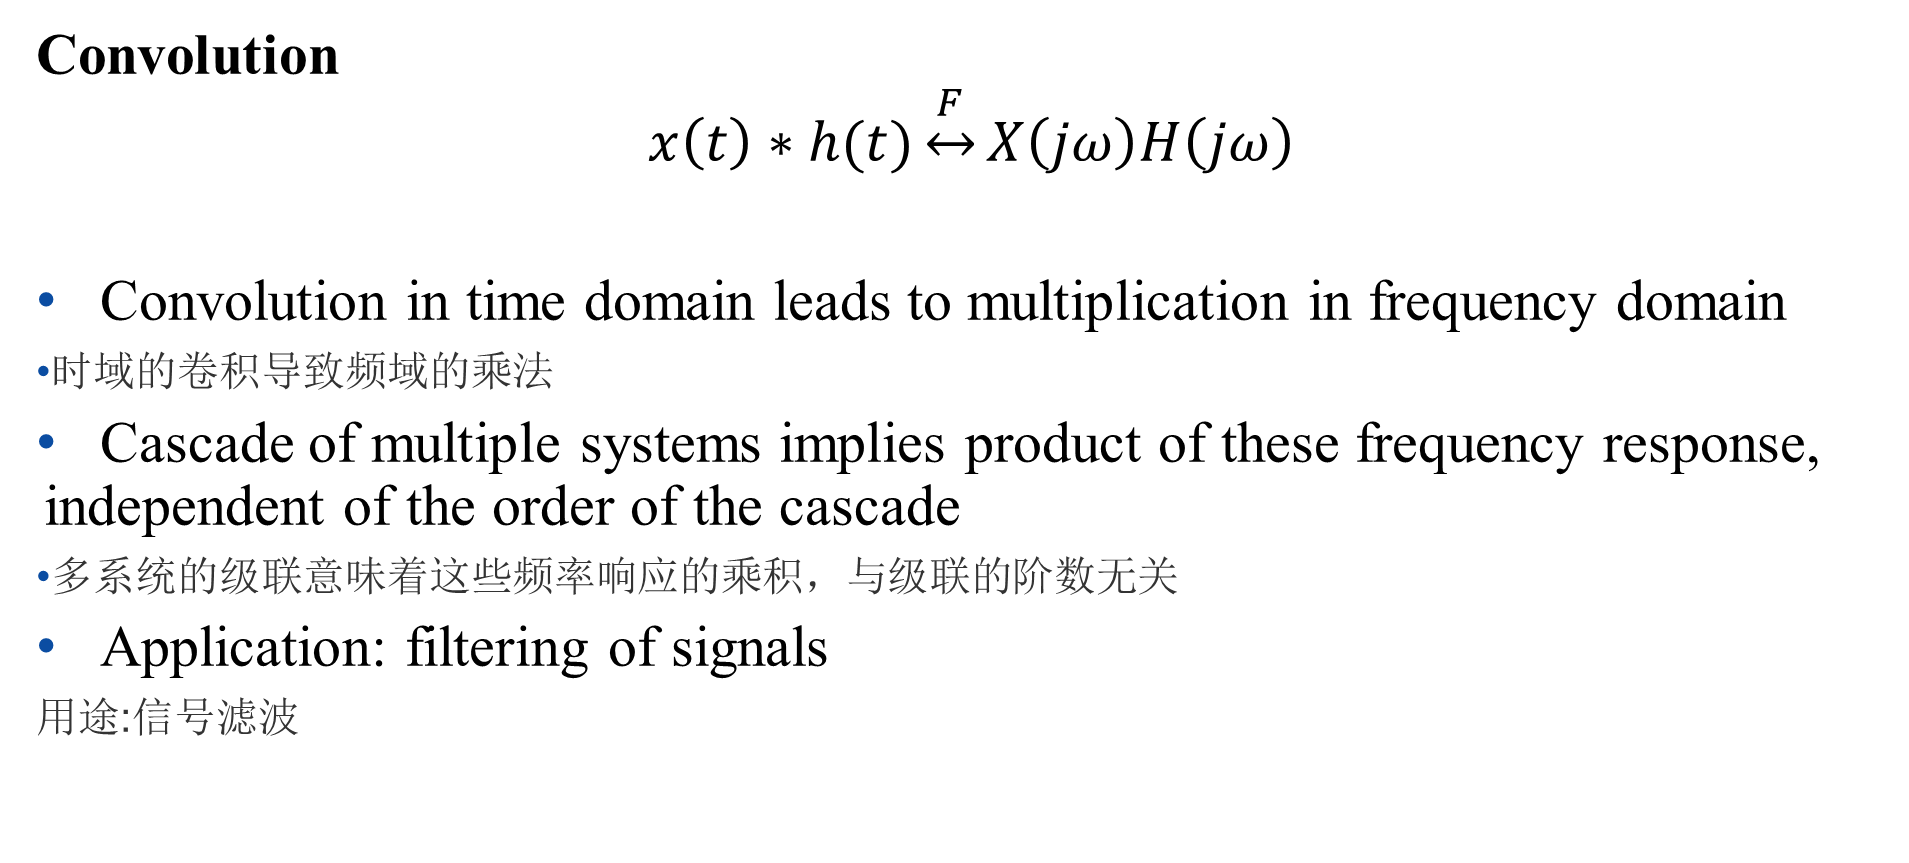 Convolution
x(t) * h(t) \overset{F}{\leftrightarrow} X(jω)H(jω)
• Convolution in time domain leads to multiplication in frequency domain
•时域的卷积导致频域的乘法
• Cascade of multiple systems implies product of these frequency response,
independent of the order of the cascade
•多系统的级联意味着这些频率响应的乘积，与级联的阶数无关
• Application: filtering of signals
用途:信号滤波